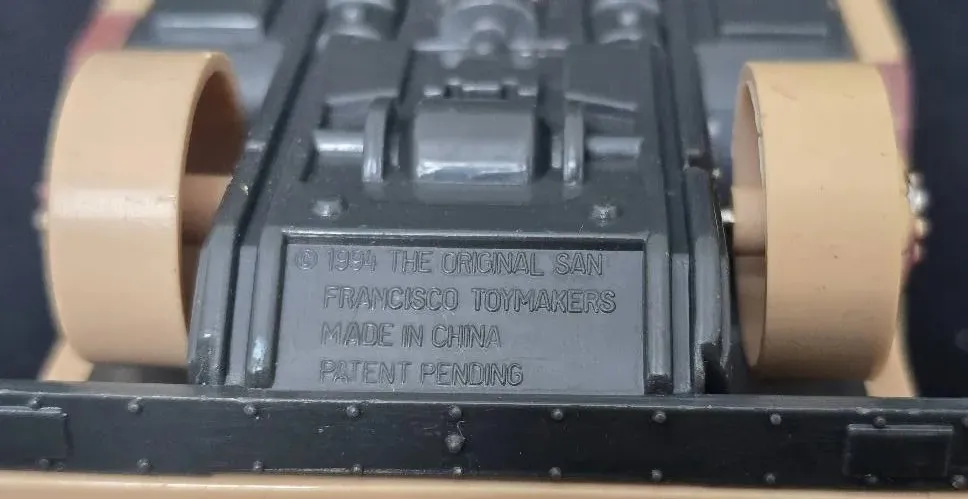 © 1994 THE ORIGINAL SAN
FRANCISCO TOYMAKERS
MADE IN CHINA
PATENT PENDING